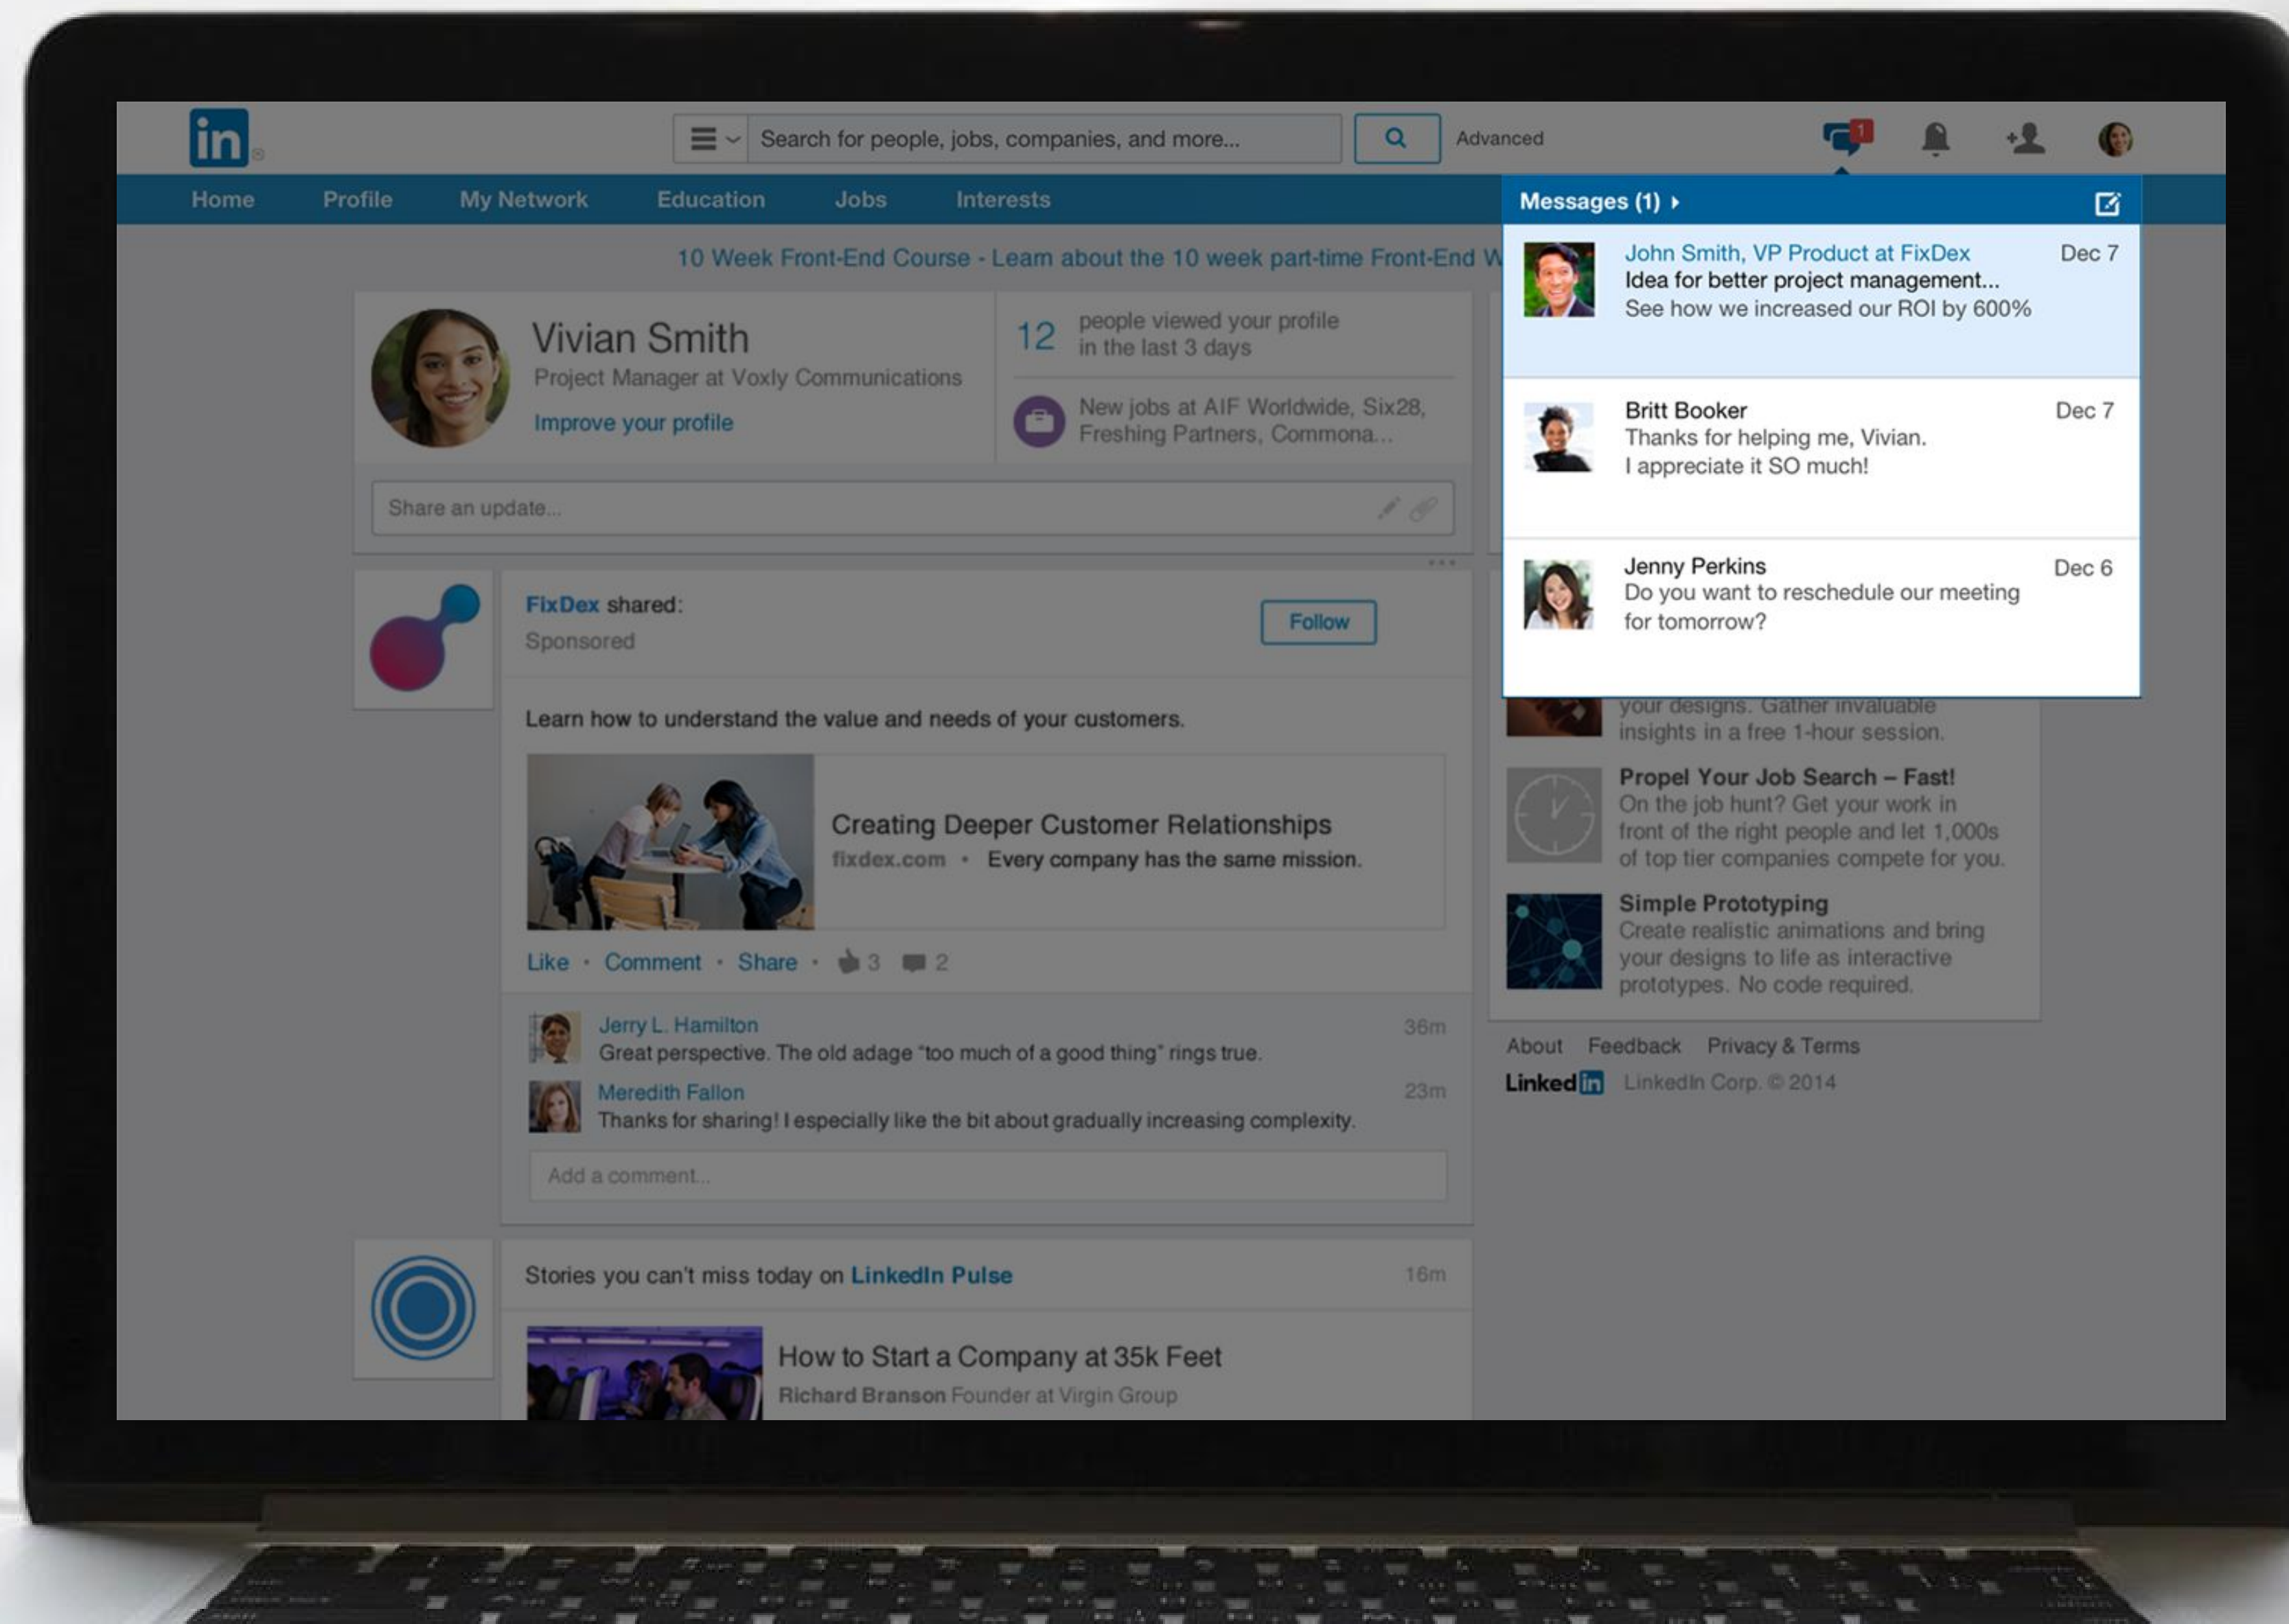 in
Search for people, jobs, companies, and more...
Advanced
1
Home Profile My Network Education Jobs Interests
10 Week Front-End Course - Learn about the 10 week part-time Front-End W
Messages (1)
John Smith, VP Product at FixDex Dec 7
Idea for better project management...
See how we increased our ROI by 600%
Britt Booker Dec 7
Thanks for helping me, Vivian.
I appreciate it SO much!
Jenny Perkins Dec 6
Do you want to reschedule our meeting
for tomorrow?
Vivian Smith
Project Manager at Voxly Communications
Improve your profile
12 people viewed your profile
in the last 3 days
New jobs at AIF Worldwide, Six28,
Freshing Partners, Commona...
Share an update...
FixDex shared:
Sponsored
Follow
Learn how to understand the value and needs of your customers.
Creating Deeper Customer Relationships
fixdex.com • Every company has the same mission.
Like · Comment · Share · 3 2
Jerry L. Hamilton 36m
Great perspective. The old adage "too much of a good thing" rings true.
Meredith Fallon 23m
Thanks for sharing! I especially like the bit about gradually increasing complexity.
Add a comment...
Stories you can't miss today on LinkedIn Pulse 16m
How to Start a Company at 35k Feet
Richard Branson Founder at Virgin Group
your designs. Gather invaluable
insights in a free 1-hour session.
Propel Your Job Search – Fast!
On the job hunt? Get your work in
front of the right people and let 1,000s
of top tier companies compete for you.
Simple Prototyping
Create realistic animations and bring
your designs to life as interactive
prototypes. No code required.
About Feedback Privacy & Terms
LinkedIn LinkedIn Corp. © 2014